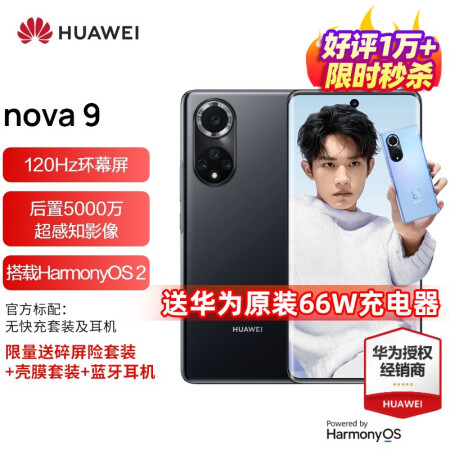 HUAWEI
好评1万+
限时秒杀
nova 9
120Hz环幕屏
后置5000万
超感知影像
搭载HarmonyOS 2
官方标配：
无快充套装及耳机
限量送碎屏险套装
+壳膜套装+蓝牙耳机
HUAWEI
送华为原装66W充电器
华为授权
经销商
HUAWEI
Powered by
HarmonyOS